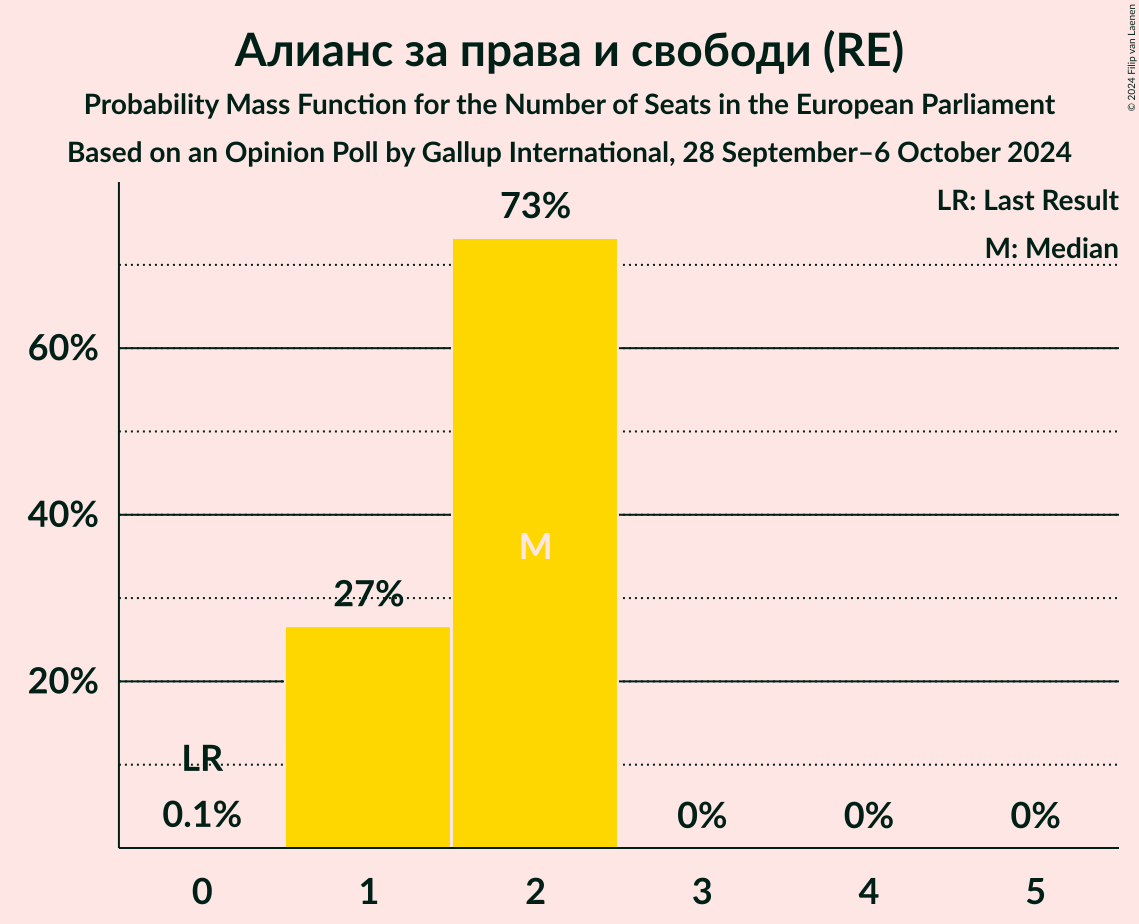 Алианс за права и свободи (RE)
Probability Mass Function for the Number of Seats in the European Parliament
Based on an Opinion Poll by Gallup International, 28 September–6 October 2024
© 2024 Filip van Laenen
LR: Last Result
M: Median
73%
60%
40%
M
27%
20%
LR
0.1%
0%
0%
0%
0
1
2
3
4
5